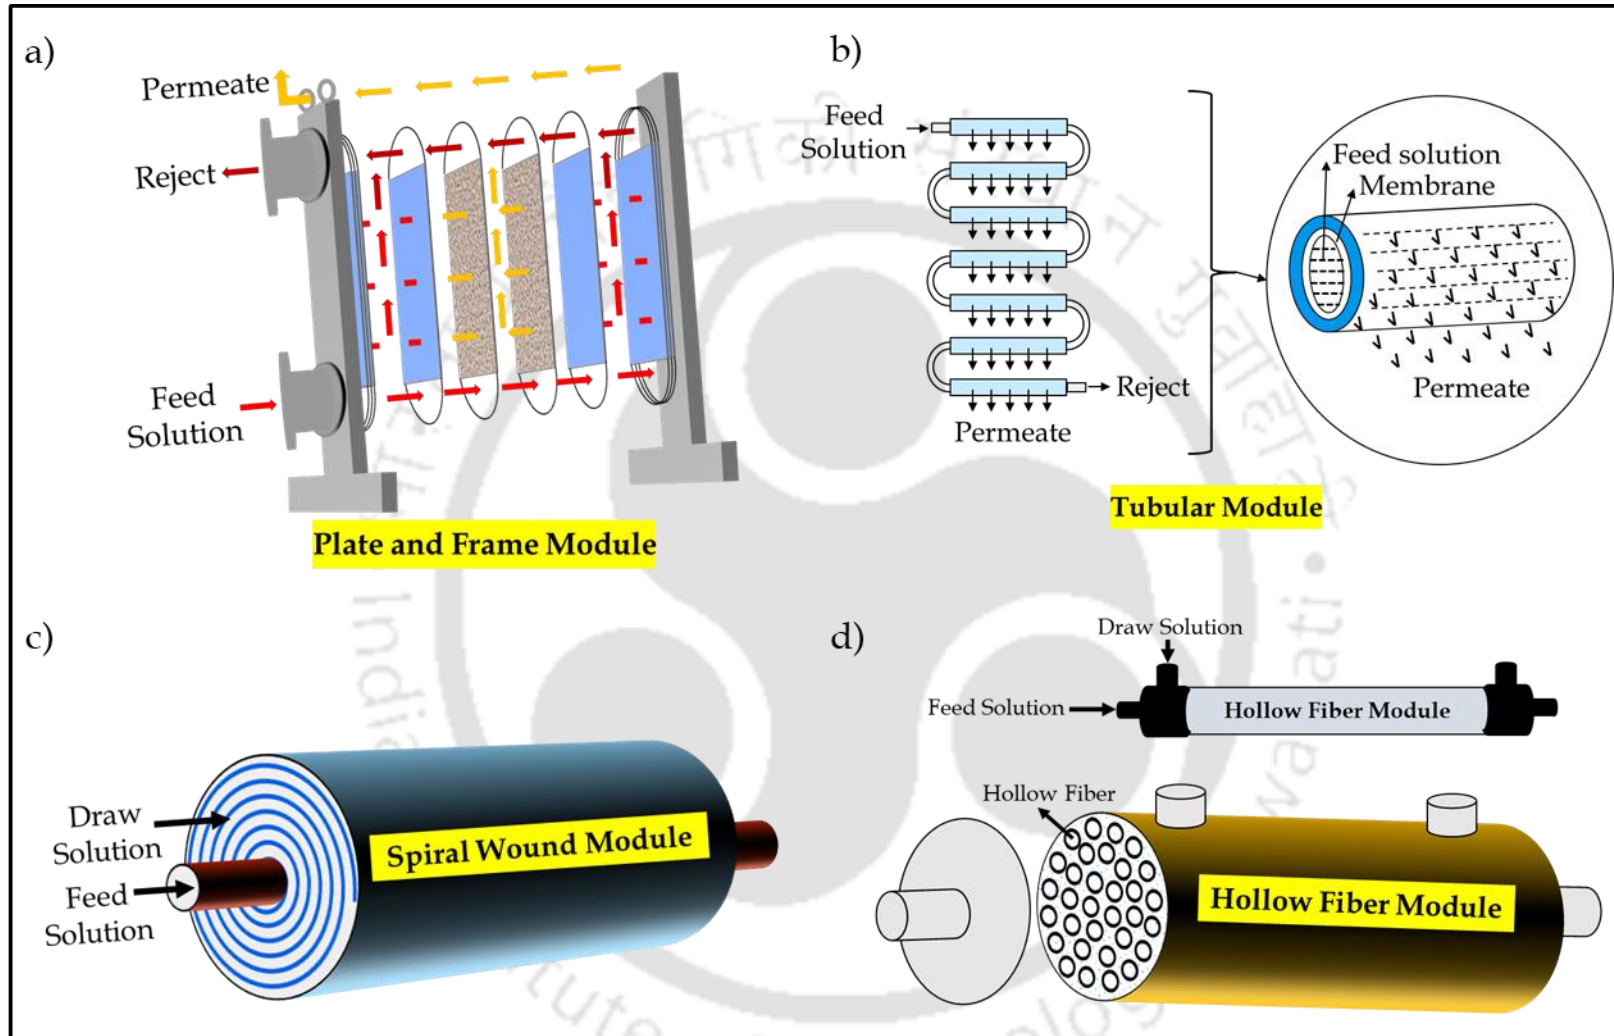 a)
Permeate
Reject
Feed
Solution
Plate and Frame Module
b)
Feed
Solution
Reject
Permeate
Feed solution
Membrane
Permeate
Tubular Module
c)
Draw
Solution
Feed
Solution
Spiral Wound Module
d)
Draw Solution
Feed Solution
Hollow Fiber Module
Hollow Fiber
Hollow Fiber Module